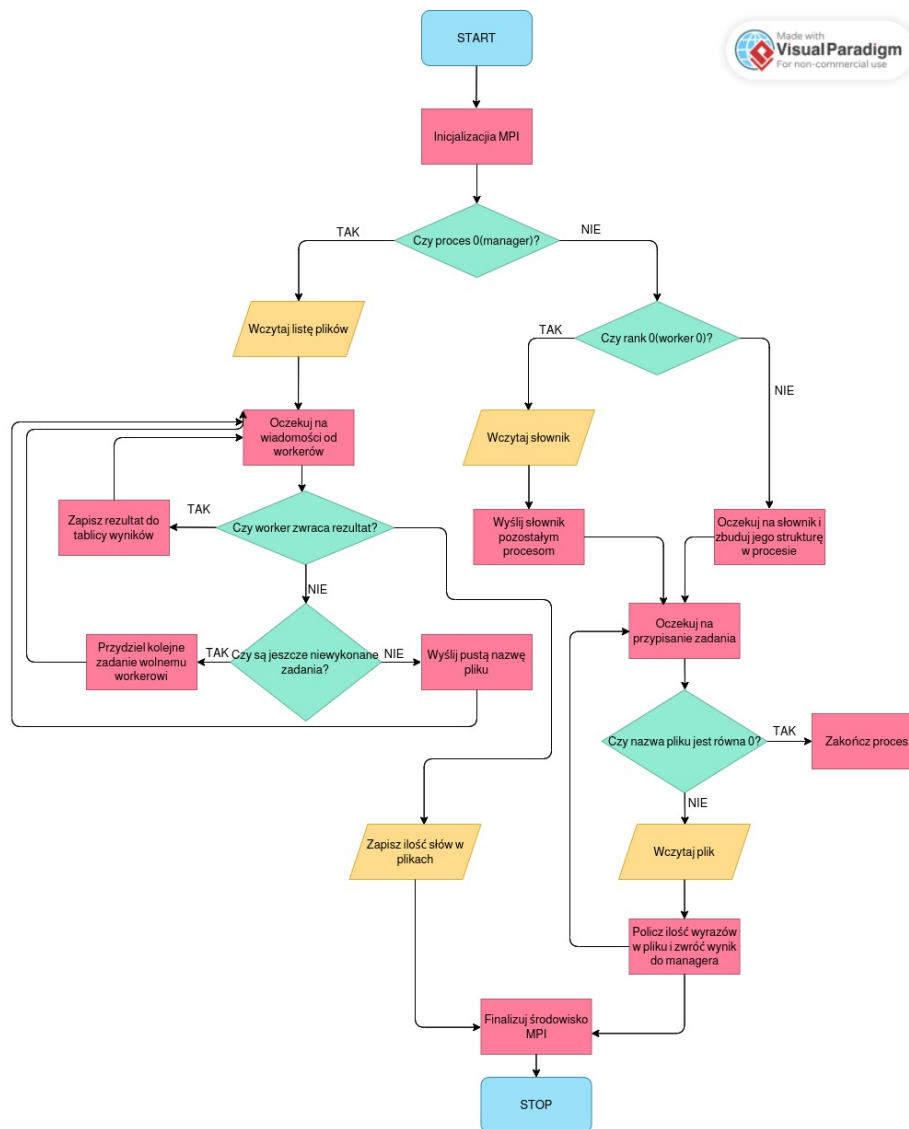 START
Made with
Visual Paradigm
For non-commercial use
Inicjalizacjia MPI
Czy proces 0(manager)?
TAK
NIE
Wczytaj listę plików
TAK
Czy rank 0(worker 0)?
NIE
Oczekuj na
wiadomości od
workerów
Wczytaj słownik
Zapisz rezultat do
tablicy wyników
TAK
Czy worker zwraca rezultat?
Wyślij słownik
pozostałym
procesom
Oczekuj na słownik i
zbuduj jego strukturę
w procesie
NIE
Oczekuj na
przypisanie zadania
Przydziel kolejne
zadanie wolnemu
workerowi
TAK
Czy są jeszcze niewykonane
zadania?
NIE
Wyślij pustą nazwę
pliku
Czy nazwa pliku jest równa 0?
TAK
Zakończ proces
NIE
Zapisz ilość słów w
plikach
Wczytaj plik
Policz ilość wyrazów
w pliku i zwróć wynik
do managera
Finalizuj środowisko
MPI
STOP